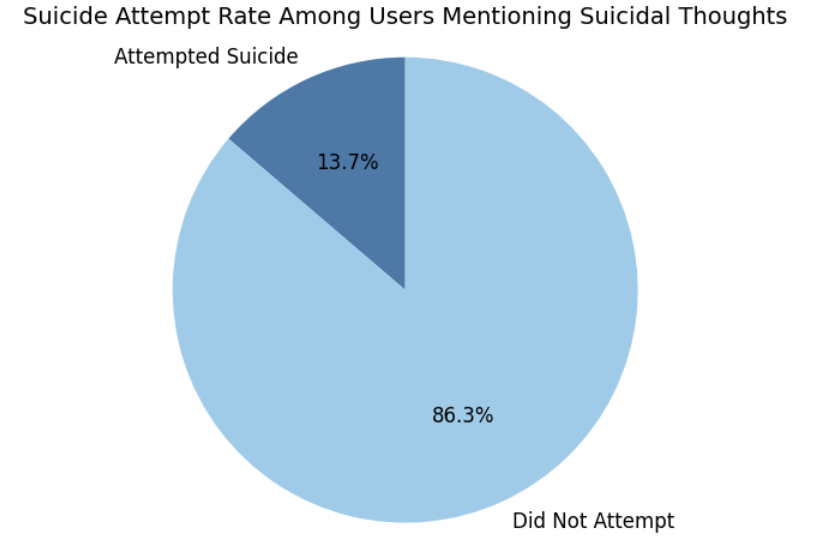 Suicide Attempt Rate Among Users Mentioning Suicidal Thoughts
Attempted Suicide
13.7%
86.3%
Did Not Attempt